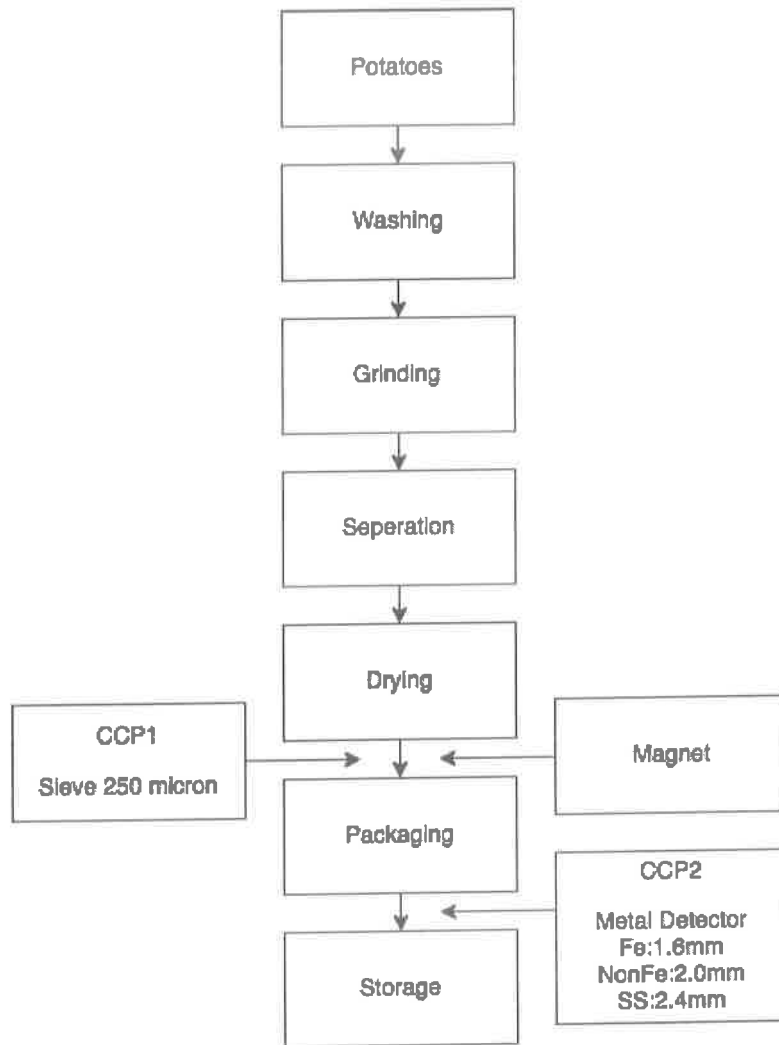 Potatoes
Washing
Grinding
Seperation
Drying
CCP1
Sieve 250 micron
Magnet
Packaging
CCP2
Metal Detector
Fe:1.6mm
NonFe:2.0mm
SS:2.4mm
Storage